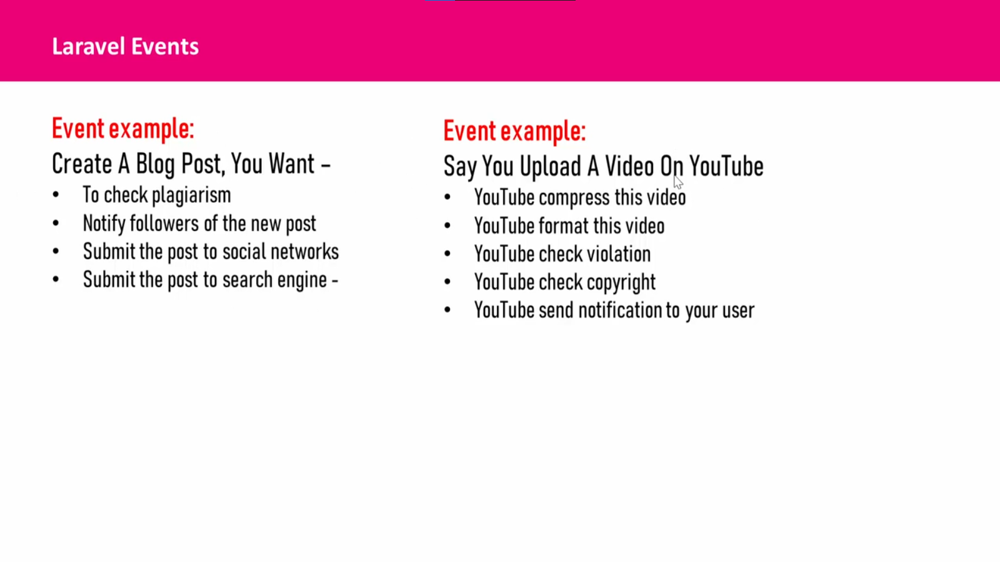 Laravel Events
Event example:
Create A Blog Post, You Want –
• To check plagiarism
• Notify followers of the new post
• Submit the post to social networks
• Submit the post to search engine -
Event example:
Say You Upload A Video On YouTube
• YouTube compress this video
• YouTube format this video
• YouTube check violation
• YouTube check copyright
• YouTube send notification to your user